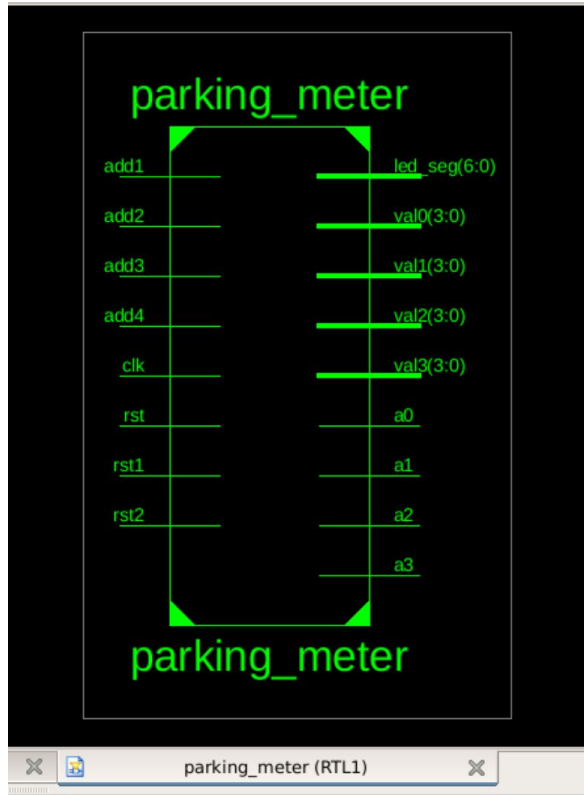 parking_meter
add1 led_seg(6:0)
add2 val0(3:0)
add3 val1(3:0)
add4 val2(3:0)
clk val3(3:0)
rst a0
rst1 a1
rst2 a2
a3
parking_meter
parking_meter (RTL1)